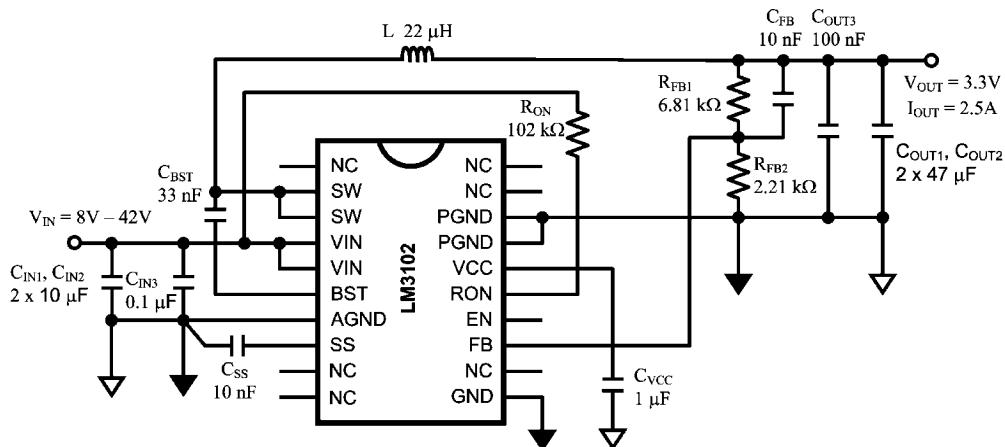 C_FB C_OUT3
10 nF 100 nF
L 22 µH
V_OUT = 3.3V
I_OUT = 2.5A
R_FB1
6.81 kΩ
R_ON
102 kΩ
C_OUT1, C_OUT2
2 x 47 µF
R_FB2
2.21 kΩ
C_BST
33 nF
V_IN = 8V – 42V
C_IN1, C_IN2
2 x 10 µF
C_IN3
0.1 µF
C_SS
10 nF
NC
SW
SW
VIN
VIN
BST
AGND
SS
NC
NC
LM3102
NC
NC
PGND
PGND
VCC
RON
EN
FB
NC
GND
C_VCC
1 µF